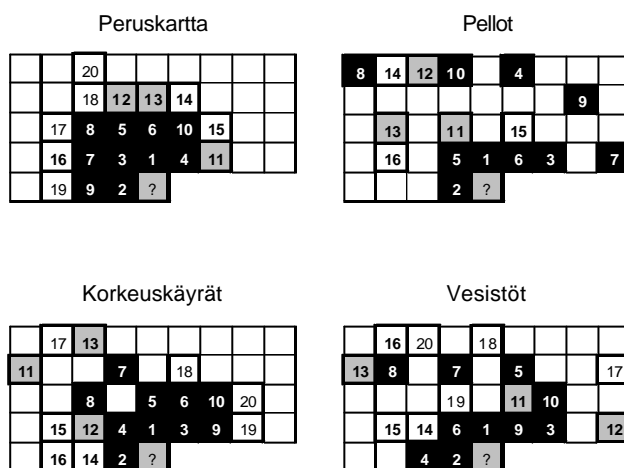 Peruskartta
20
18 12 13 14
17 8 5 6 10 15
16 7 3 1 4 11
19 9 2 ?
Pellot
8 14 12 10 4
9
13 11 15
16 5 1 6 3 7
2 ?
Korkeuskäyrät
17 13
11 7 18
8 5 6 10 20
15 12 4 1 3 9 19
16 14 2 ?
Vesistöt
16 20 18
13 8 7 5 17
19 11 10
15 14 6 1 9 3 12
4 2 ?